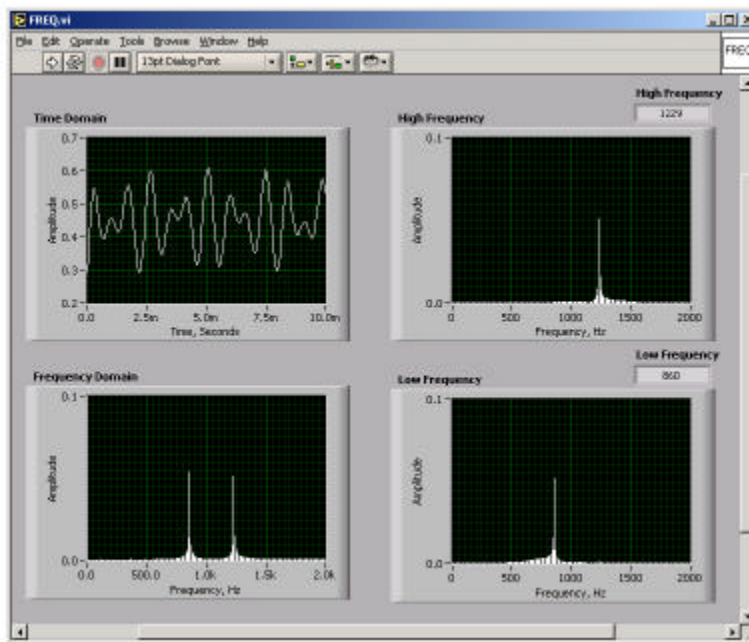 FREQ.vi
File Edit Operate Tools Browse Window Help
13pt Dialog Font
FREQ
High Frequency
1229
Time Domain
High Frequency
0.7
0.6
0.5
0.4
0.3
0.2
Amplitude
0.0 2.5m 5.0m 7.5m 10.0m
Time, Seconds
0.1
0.0
Amplitude
0 500 1000 1500 2000
Frequency, Hz
Low Frequency
860
Frequency Domain
Low Frequency
0.1
0.0
Amplitude
0.0 500.0 1.0k 1.5k 2.0k
Frequency, Hz
0.1
0.0
Amplitude
0 500 1000 1500 2000
Frequency, Hz